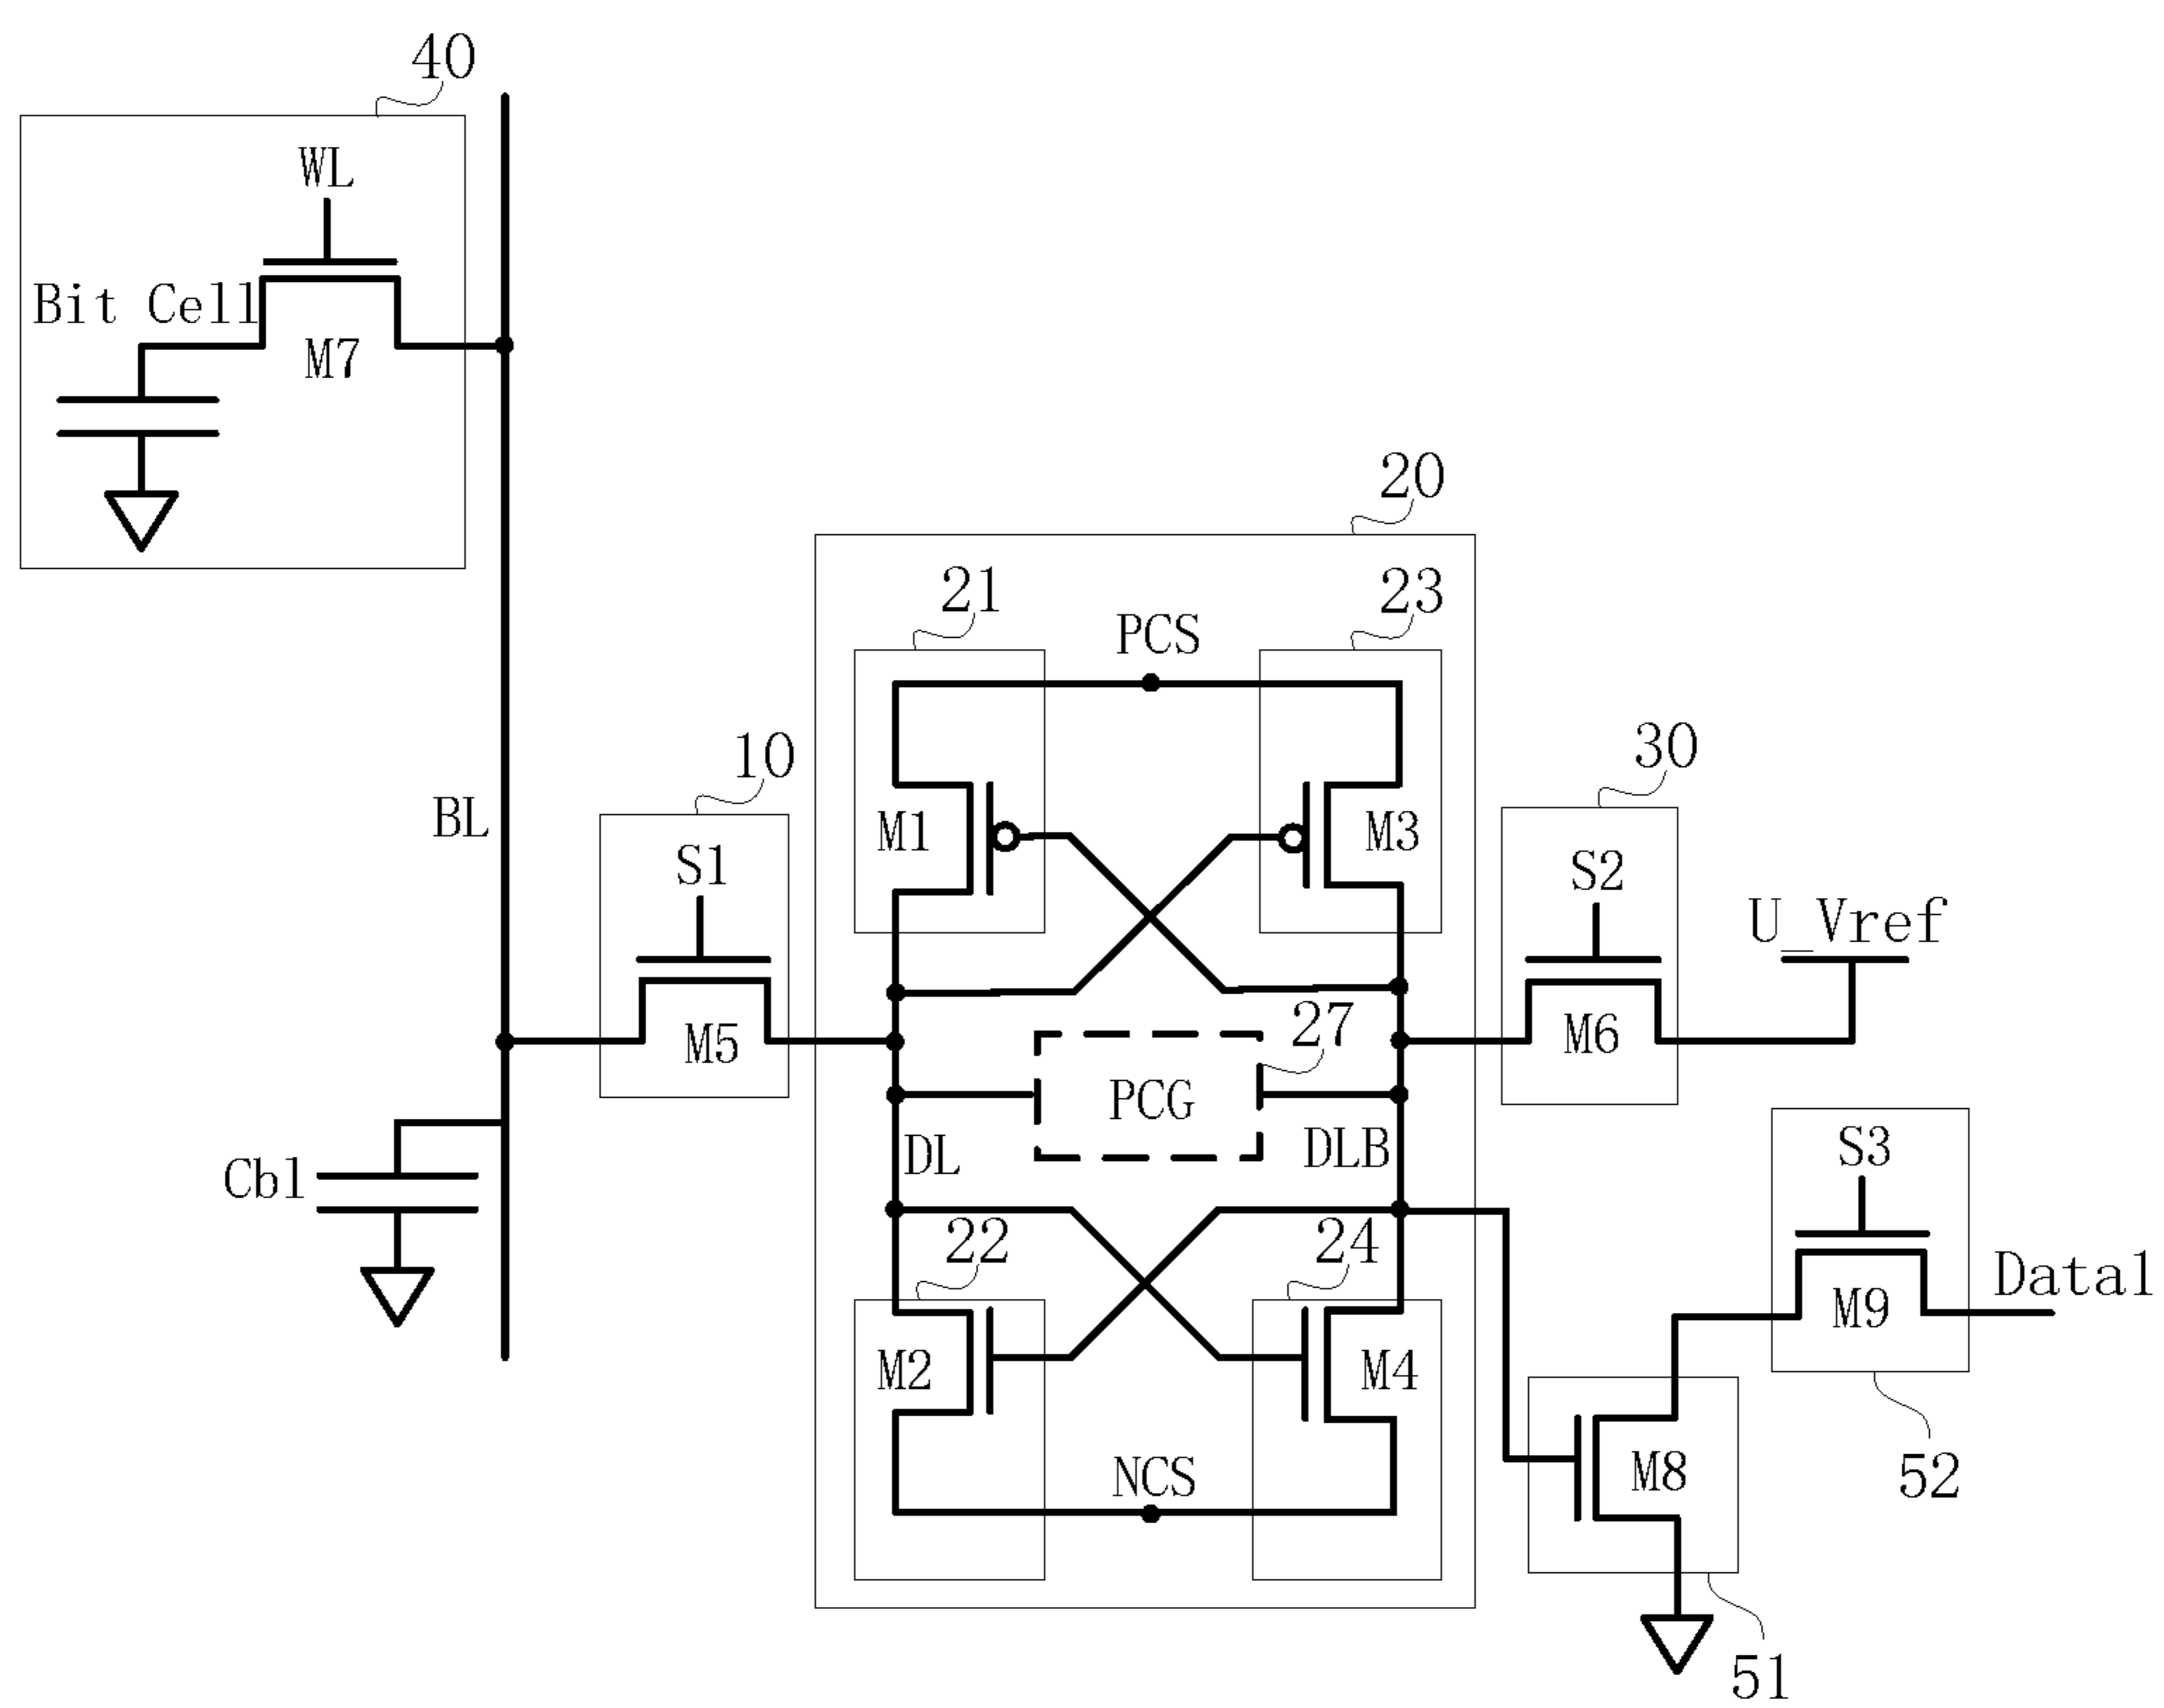 40
WL
Bit Cell
M7
20
21
23
PCS
10
30
BL
M1
M3
S1
S2
U_Vref
M5
27
M6
PCG
DL
DLB
S3
Cbl
22
24
Data1
M9
M2
M4
NCS
M8
52
51